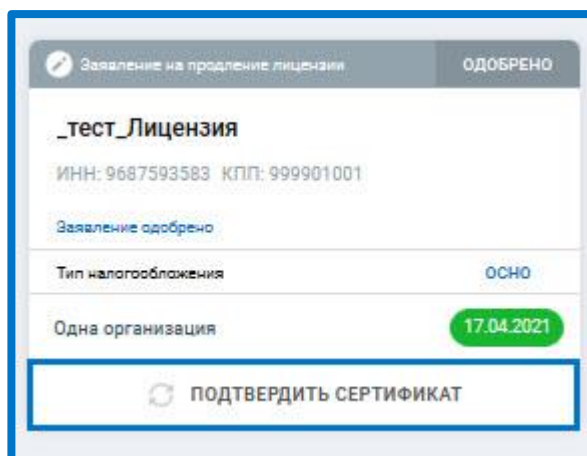 Заявление на продление лицензии ОДОБРЕНО
_тест_Лицензия
ИНН: 9687593583 КПП: 999901001
Заявление одобрено
Тип налогообложения ОСНО
Одна организация 17.04.2021
ПОДТВЕРДИТЬ СЕРТИФИКАТ